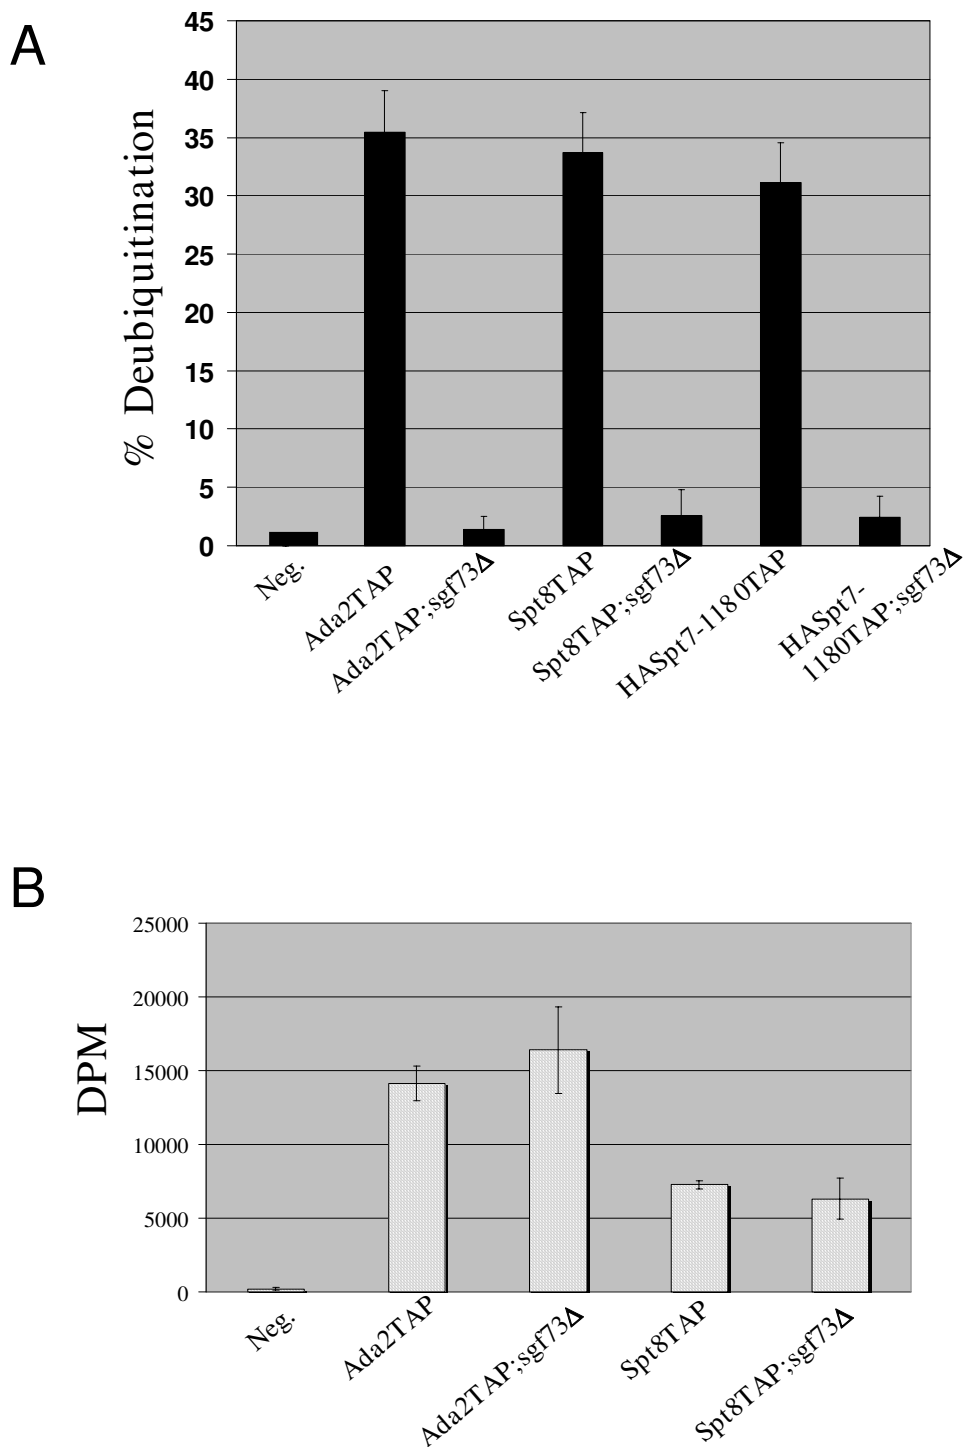 A
% Deubiquitination
45
40
35
30
25
20
15
10
5
0
Neg.
Ada2TAP
Ada2TAP;sgf73Δ
Spt8TAP
Spt8TAP;sgf73Δ
HASpt7-1180TAP
HASpt7-
1180TAP;sgf73Δ
B
DPM
25000
20000
15000
10000
5000
0
Neg.
Ada2TAP
Ada2TAP;sgf73Δ
Spt8TAP
Spt8TAP;sgf73Δ